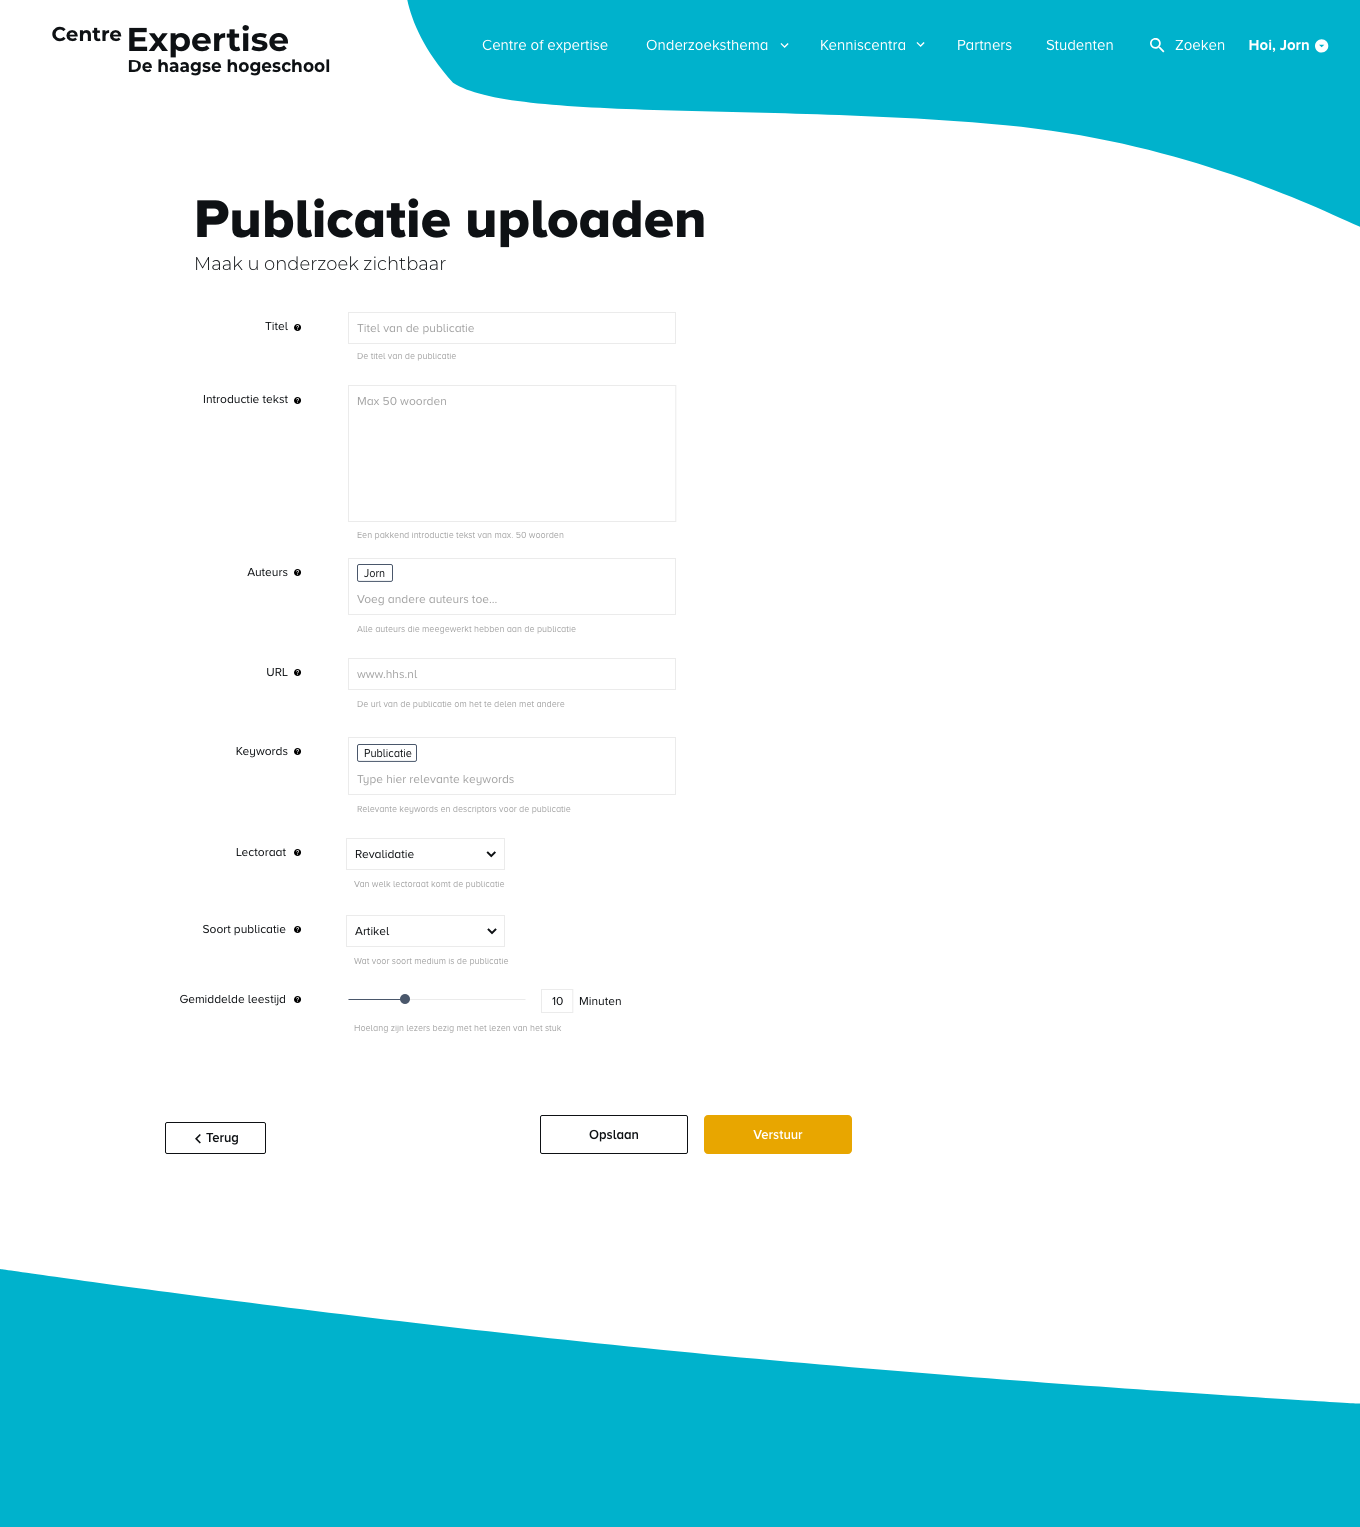 Centre Expertise
De haagse hogeschool
Centre of expertise Onderzoeksthema Kenniscentra Partners Studenten Zoeken Hoi, Jorn
Publicatie uploaden
Maak u onderzoek zichtbaar
Titel
Titel van de publicatie
De titel van de publicatie
Introductie tekst
Max 50 woorden
Een pakkend introductie tekst van max. 50 woorden
Auteurs
Jorn
Voeg andere auteurs toe...
Alle auteurs die meegewerkt hebben aan de publicatie
URL
www.hhs.nl
De url van de publicatie om het te delen met andere
Keywords
Publicatie
Type hier relevante keywords
Relevante keywords en descriptors voor de publicatie
Lectoraat
Revalidatie
Van welk lectoraat komt de publicatie
Soort publicatie
Artikel
Wat voor soort medium is de publicatie
Gemiddelde leestijd
10 Minuten
Hoelang zijn lezers bezig met het lezen van het stuk
Terug
Opslaan
Verstuur